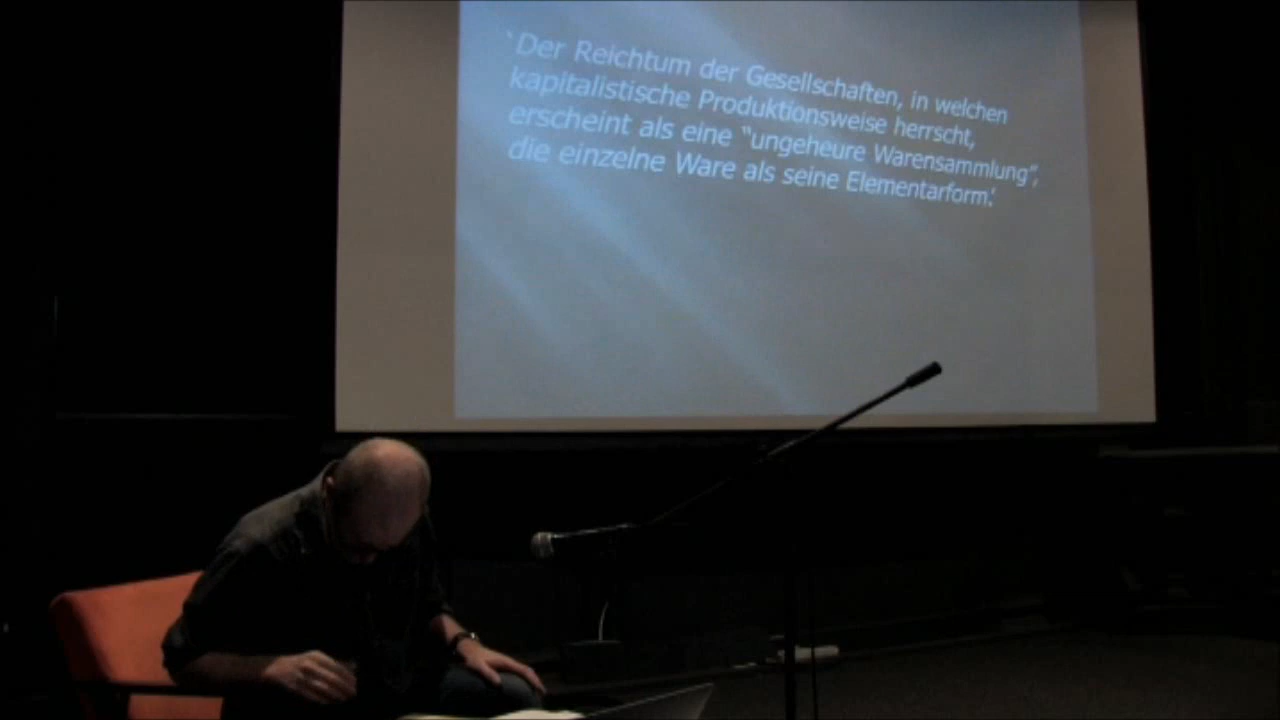 ‘Der Reichtum der Gesellschaften, in welchen
kapitalistische Produktionsweise herrscht,
erscheint als eine “ungeheure Warensammlung”,
die einzelne Ware als seine Elementarform.’